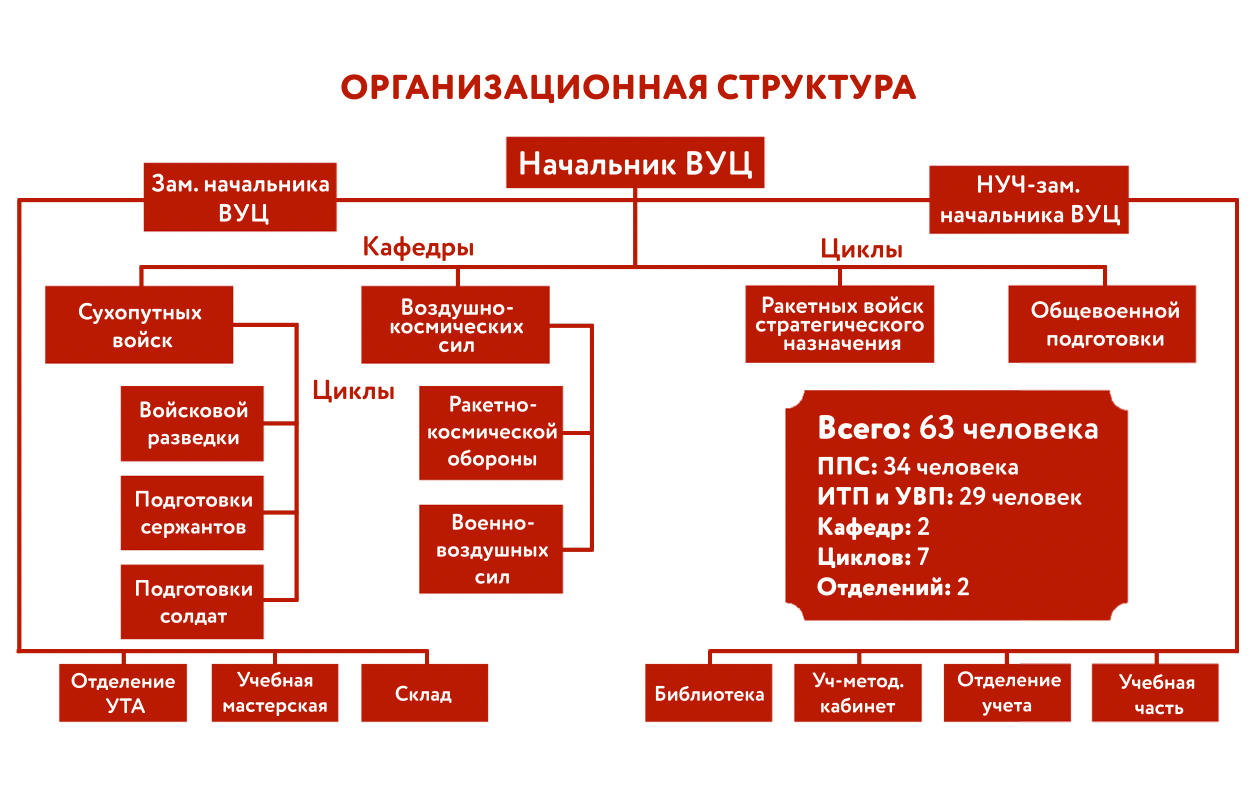 ОРГАНИЗАЦИОННАЯ СТРУКТУРА
Начальник ВУЦ
Зам. начальника
ВУЦ
НУЧ-зам.
начальника ВУЦ
Кафедры
Циклы
Сухопутных
войск
Воздушно-
космических
сил
Ракетных войск
стратегического
назначения
Общевоенной
подготовки
Циклы
Войсковой
разведки
Ракетно-
космической
обороны
Подготовки
сержантов
Военно-
воздушных
сил
Подготовки
солдат
Всего: 63 человека
ППС: 34 человека
ИТП и УВП: 29 человек
Кафедр: 2
Циклов: 7
Отделений: 2
Отделение
УТА
Учебная
мастерская
Склад
Библиотека
Уч-метод.
кабинет
Отделение
учета
Учебная
часть